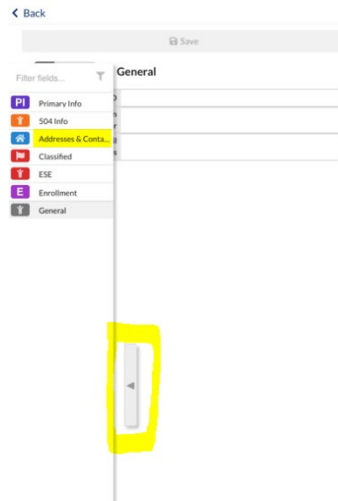 Back
Save
Filter fields...
General
PI Primary Info
504 Info
Addresses & Conta...
Classified
ESE
E Enrollment
General